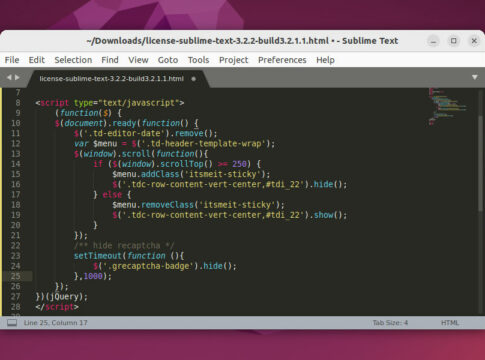 ~/Downloads/license-sublime-text-3.2.2-build3.2.1.1.html • - Sublime Text
File Edit Selection Find View Goto Tools Project Preferences Help
license-sublime-text-3.2.2-build3.2.1.1.html
7
8 <script type="text/javascript">
9 (function($) {
10 $(document).ready(function() {
11 $('.td-editor-date').remove();
12 var $menu = $('.td-header-template-wrap');
13 $(window).scroll(function(){
14 if ($(window).scrollTop() >= 250) {
15 $menu.addClass('itsmeit-sticky');
16 $('.tdc-row-content-vert-center,#tdi_22').hide();
17 } else {
18 $menu.removeClass('itsmeit-sticky');
19 $('.tdc-row-content-vert-center,#tdi_22').show();
20 }
21 });
22 /** hide recaptcha */
23 setTimeout(function (){
24 $('.grecaptcha-badge').hide();
25 },1000);
26 });
27 })(jQuery);
28 </script>
Line 25, Column 17 Tab Size: 4 HTML